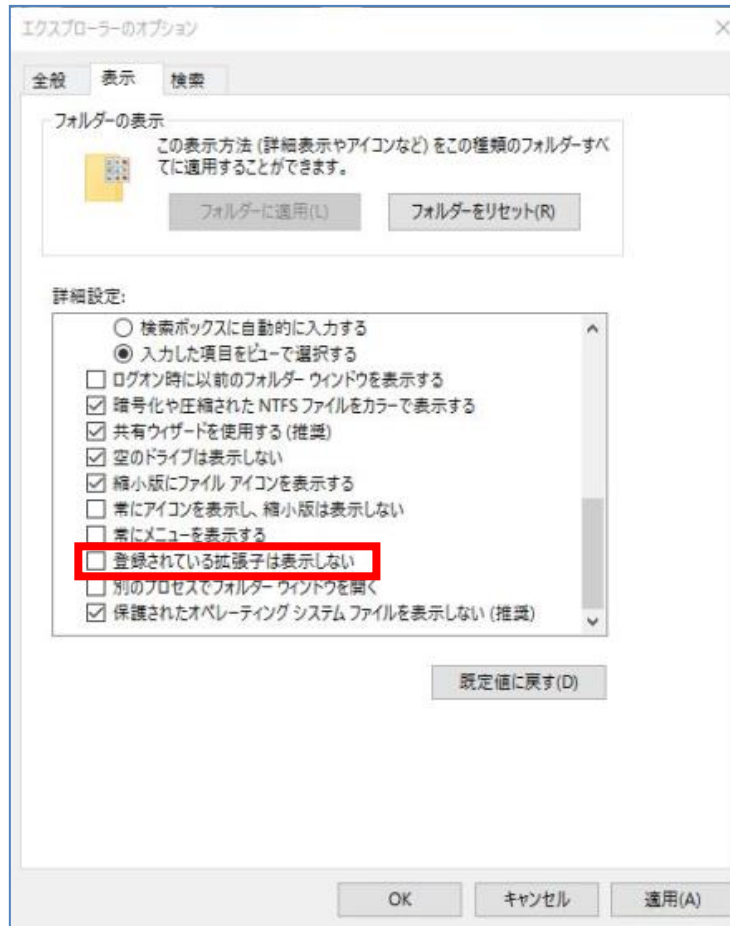 エクスプローラーのオプション
全般 表示 検索
フォルダーの表示
この表示方法 (詳細表示やアイコンなど) をこの種類のフォルダーすべ
てに適用することができます。
フォルダーに適用(L) フォルダーをリセット(R)
詳細設定:
検索ボックスに自動的に入力する
入力した項目をビューで選択する
ログオン時に以前のフォルダー ウィンドウを表示する
暗号化や圧縮された NTFS ファイルをカラーで表示する
共有ウィザードを使用する (推奨)
空のドライブは表示しない
縮小版にファイル アイコンを表示する
常にアイコンを表示し、縮小版は表示しない
常にメニューを表示する
登録されている拡張子は表示しない
別のプロセスでフォルダー ウィンドウを開く
保護されたオペレーティング システム ファイルを表示しない (推奨)
既定値に戻す(D)
OK キャンセル 適用(A)